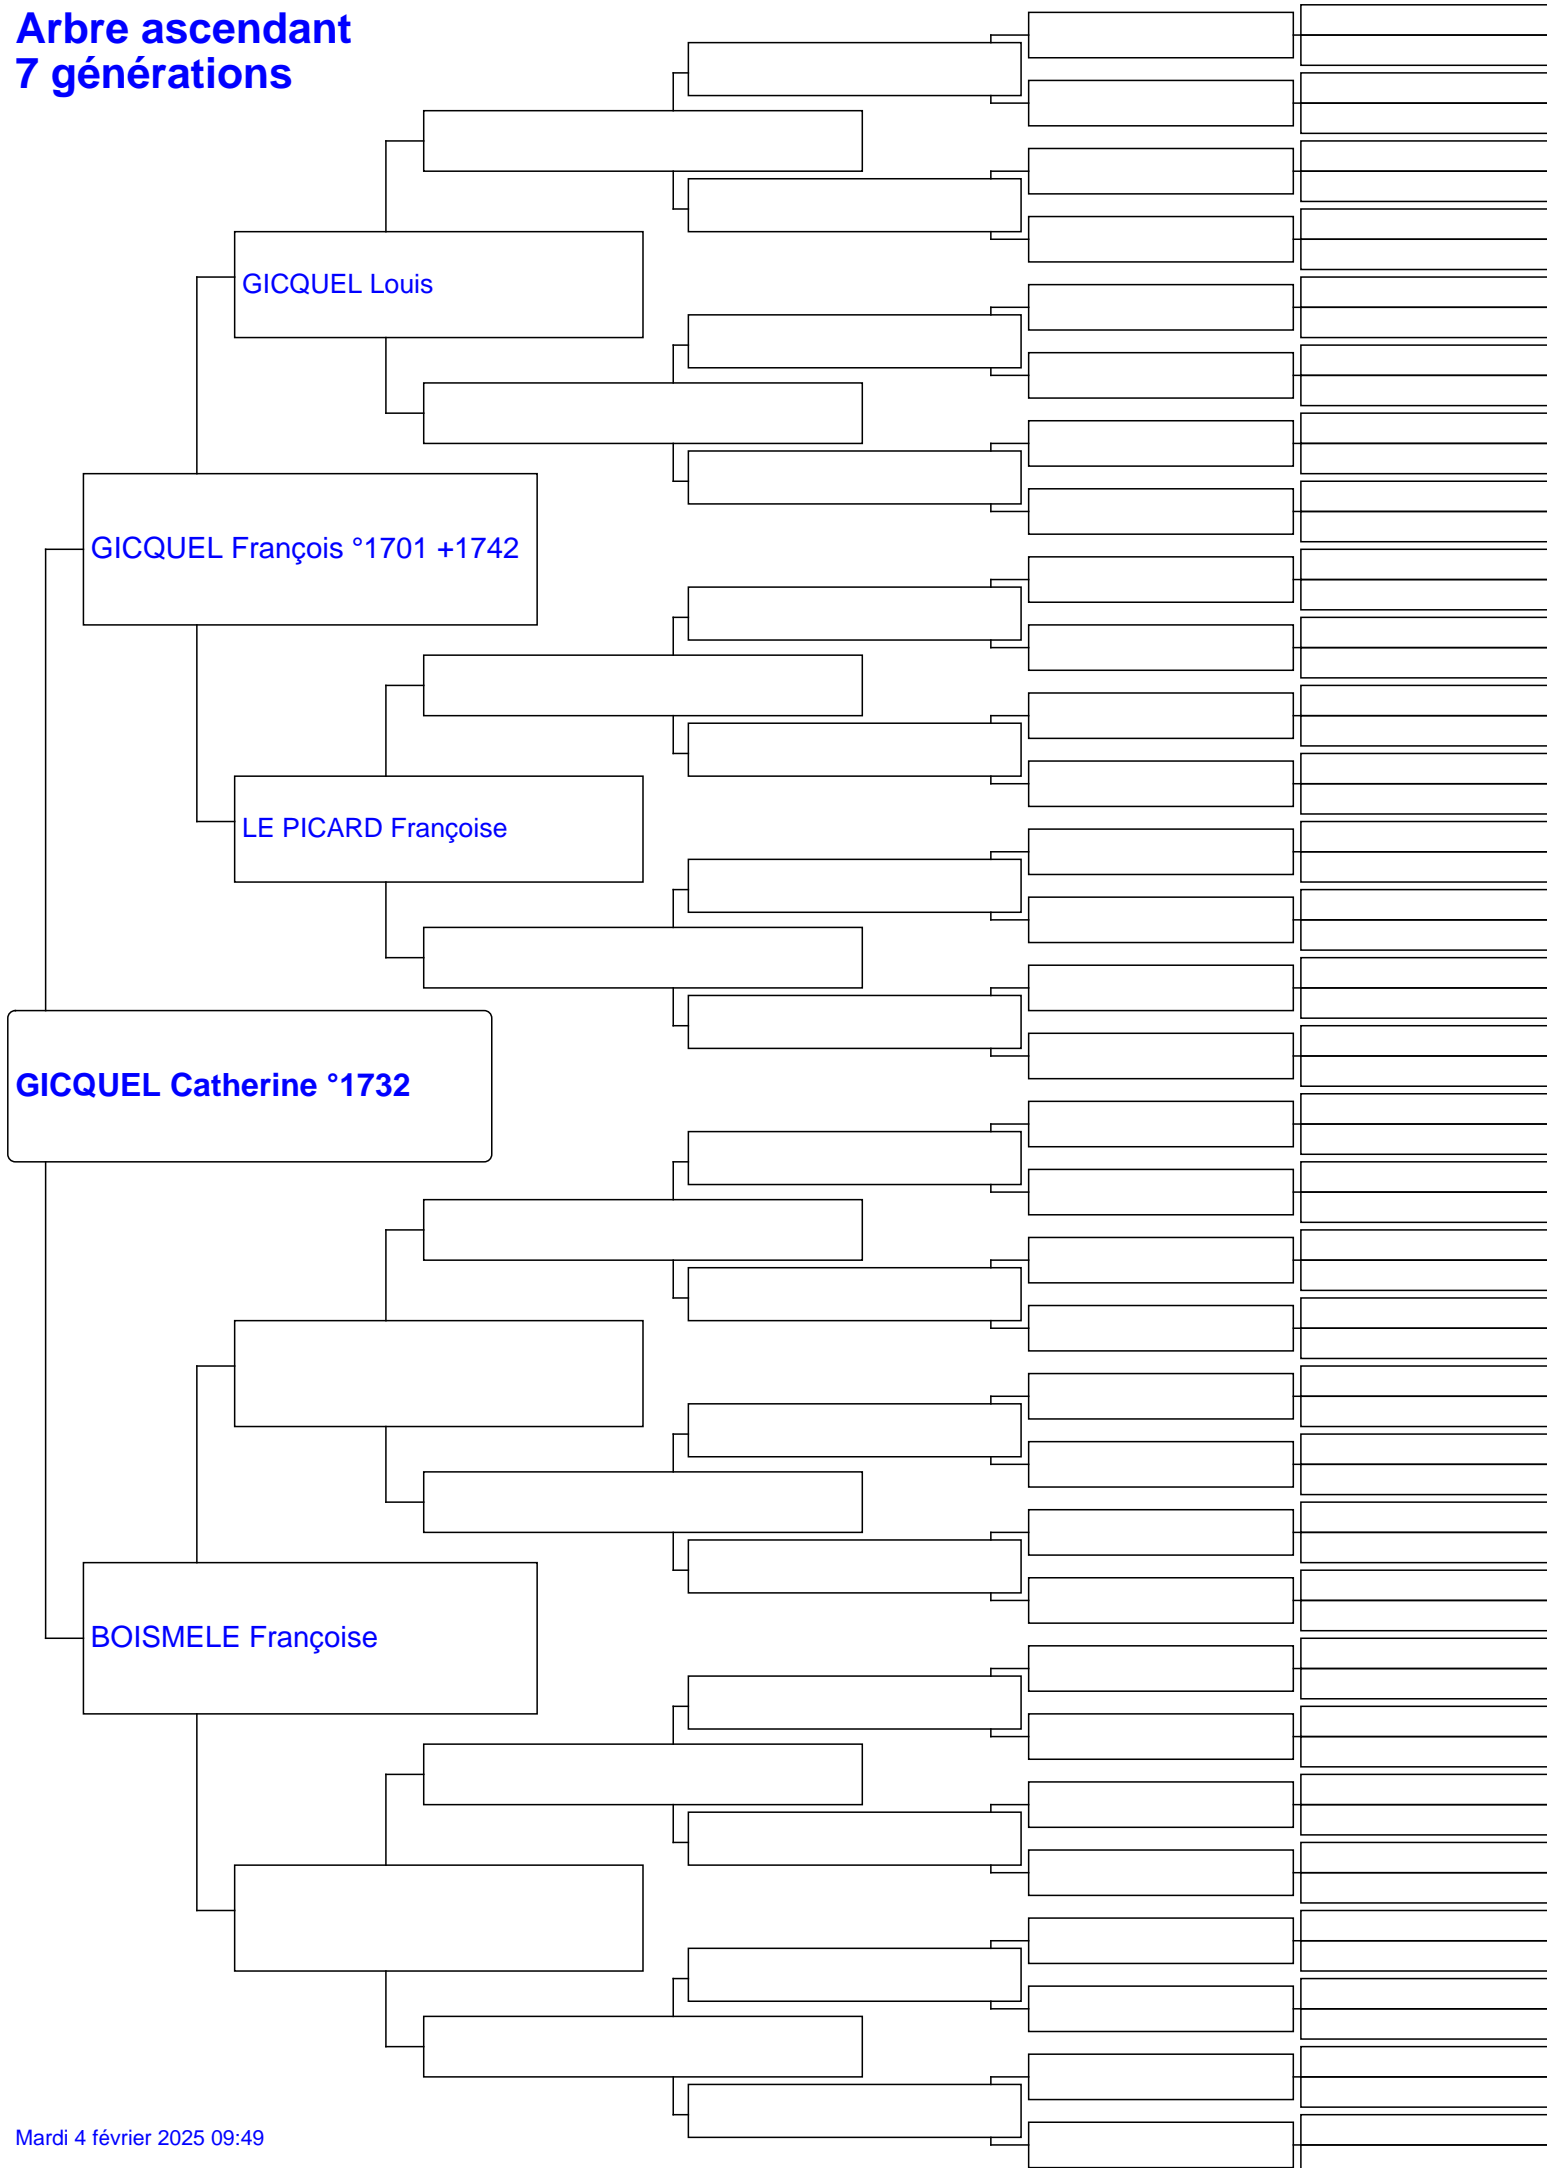 Arbre ascendant
7 générations
GICQUEL Louis
GICQUEL François °1701 +1742
LE PICARD Françoise
GICQUEL Catherine °1732
BOISMELE Françoise
Mardi 4 février 2025 09:49